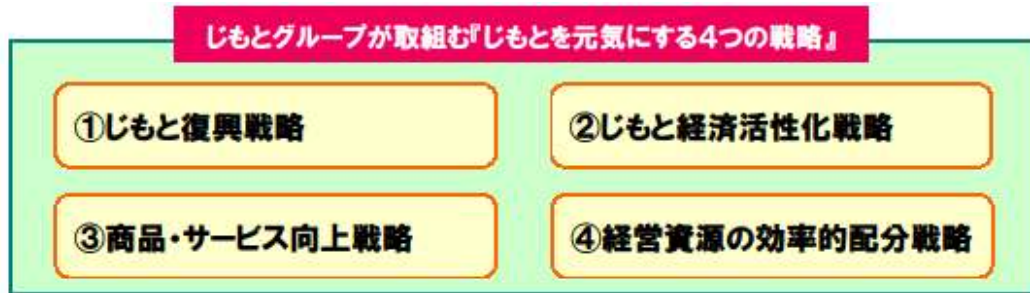 じもとグループが取組む『じもとを元気にする4つの戦略』
①じもと復興戦略
②じもと経済活性化戦略
③商品・サービス向上戦略
④経営資源の効率的配分戦略